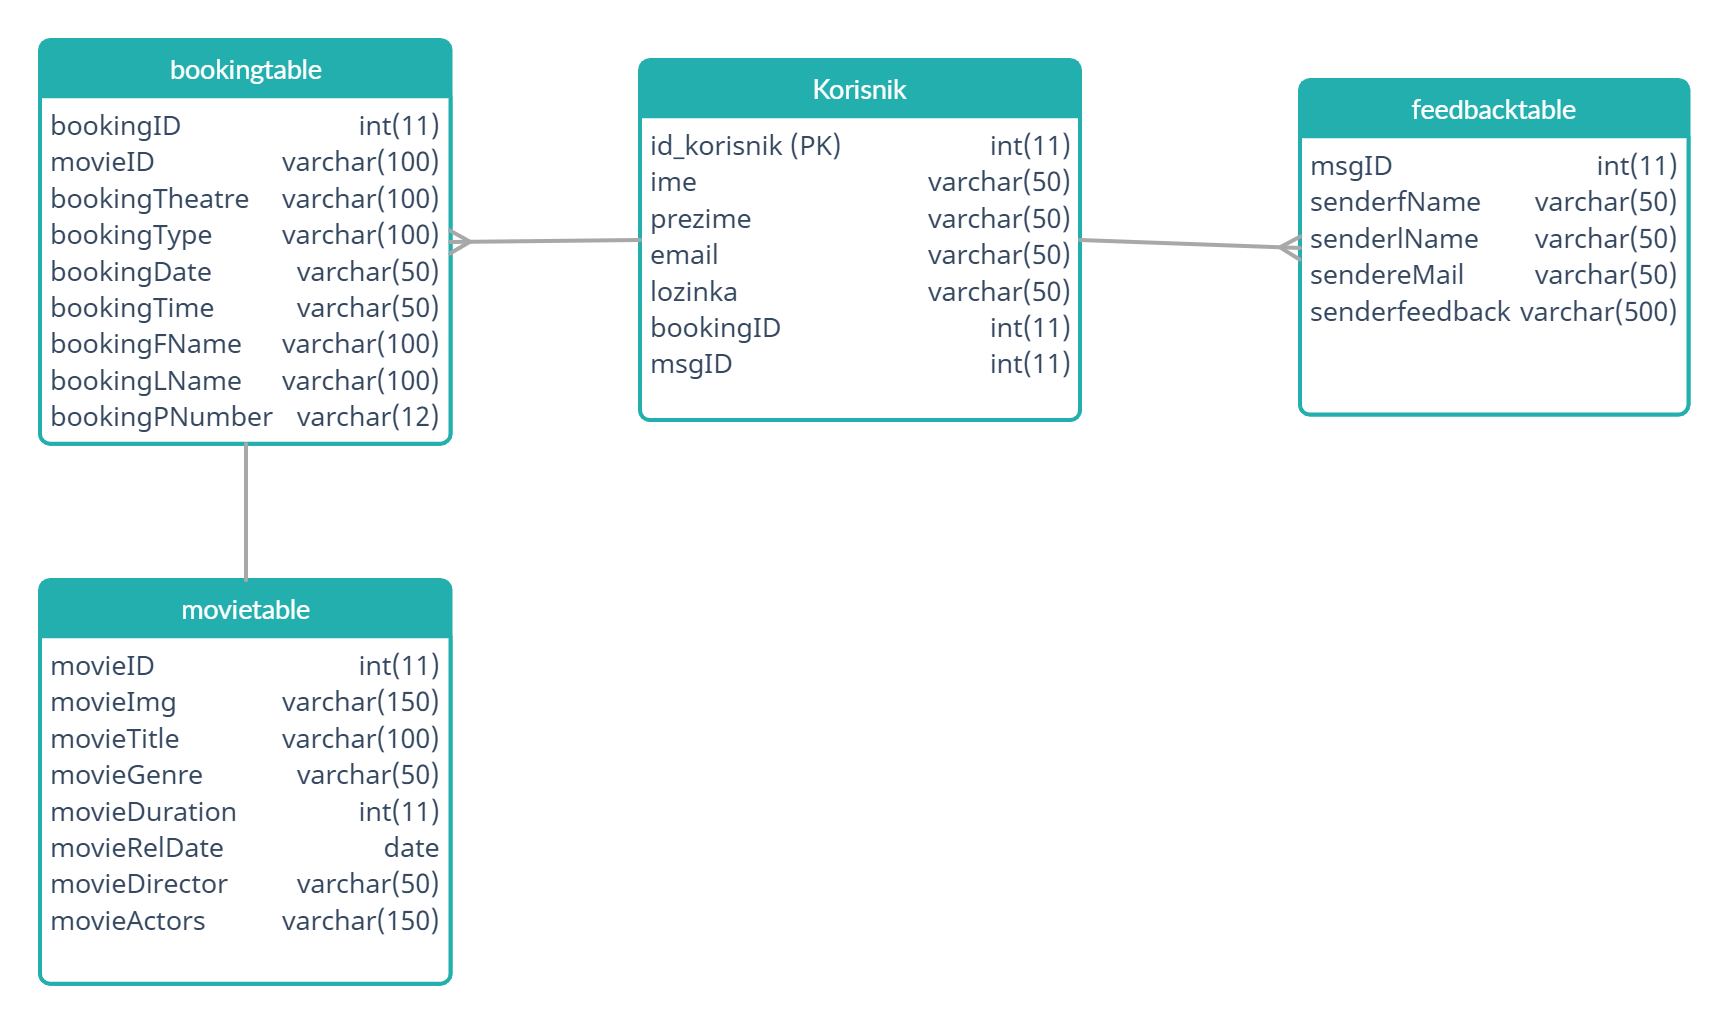 bookingtable
bookingID int(11)
movieID varchar(100)
bookingTheatre varchar(100)
bookingType varchar(100)
bookingDate varchar(50)
bookingTime varchar(50)
bookingFName varchar(100)
bookingLName varchar(100)
bookingPNumber varchar(12)
Korisnik
id_korisnik (PK) int(11)
ime varchar(50)
prezime varchar(50)
email varchar(50)
lozinka varchar(50)
bookingID int(11)
msgID int(11)
feedbacktable
msgID int(11)
senderfName varchar(50)
senderlName varchar(50)
sendereMail varchar(50)
senderfeedback varchar(500)
movietable
movieID int(11)
movieImg varchar(150)
movieTitle varchar(100)
movieGenre varchar(50)
movieDuration int(11)
movieRelDate date
movieDirector varchar(50)
movieActors varchar(150)